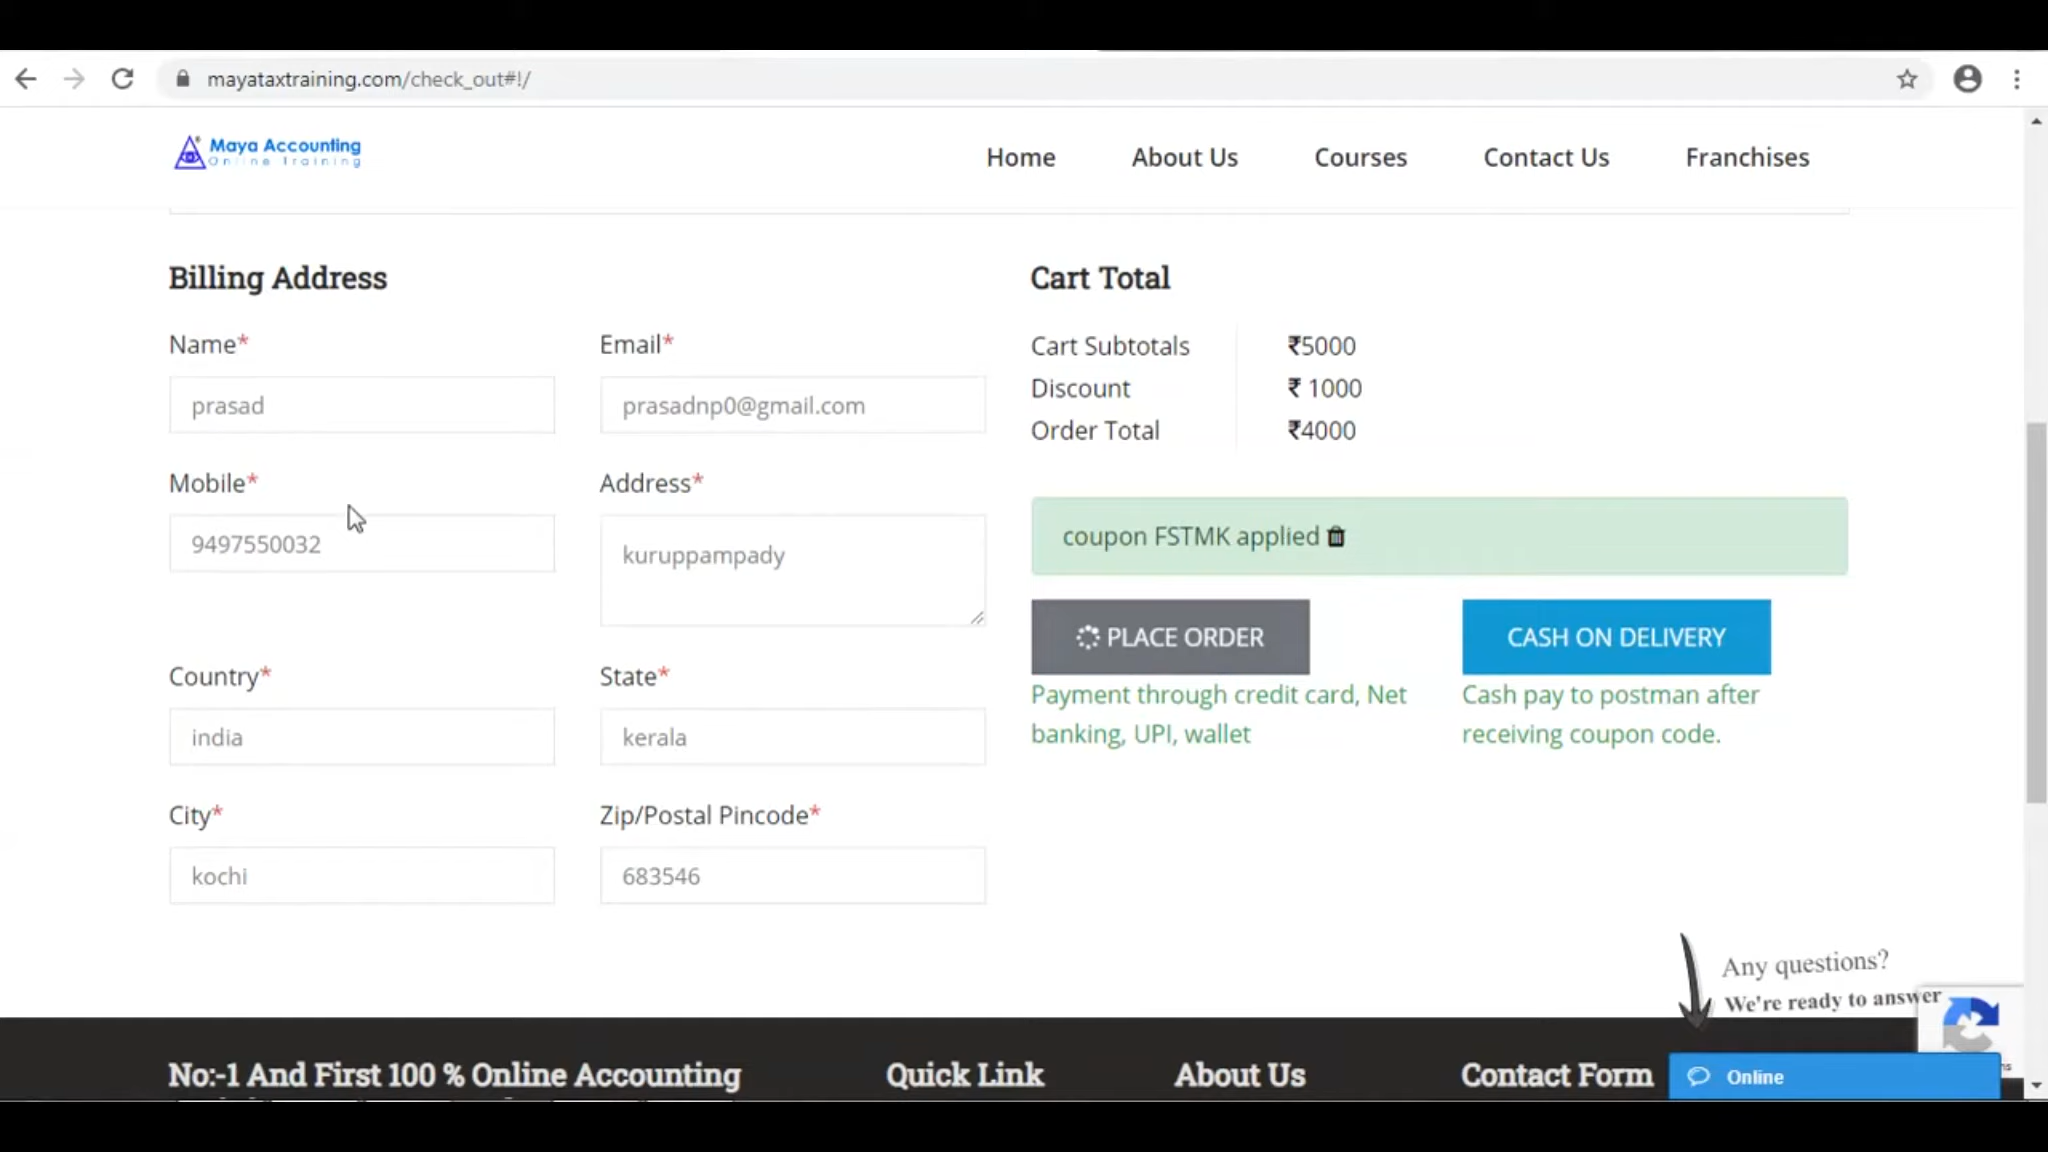 mayataxtraining.com/check_out#!/
Maya Accounting
Online Training
Home
About Us
Courses
Contact Us
Franchises
Billing Address
Name*
Email*
prasad
prasadnp0@gmail.com
Mobile*
Address*
9497550032
kuruppampady
Country*
State*
india
kerala
City*
Zip/Postal Pincode*
kochi
683546
Cart Total
Cart Subtotals ₹5000
Discount ₹ 1000
Order Total ₹4000
coupon FSTMK applied
PLACE ORDER
CASH ON DELIVERY
Payment through credit card, Net
banking, UPI, wallet
Cash pay to postman after
receiving coupon code.
Any questions?
We're ready to answer
No:-1 And First 100 % Online Accounting
Quick Link
About Us
Contact Form
Online